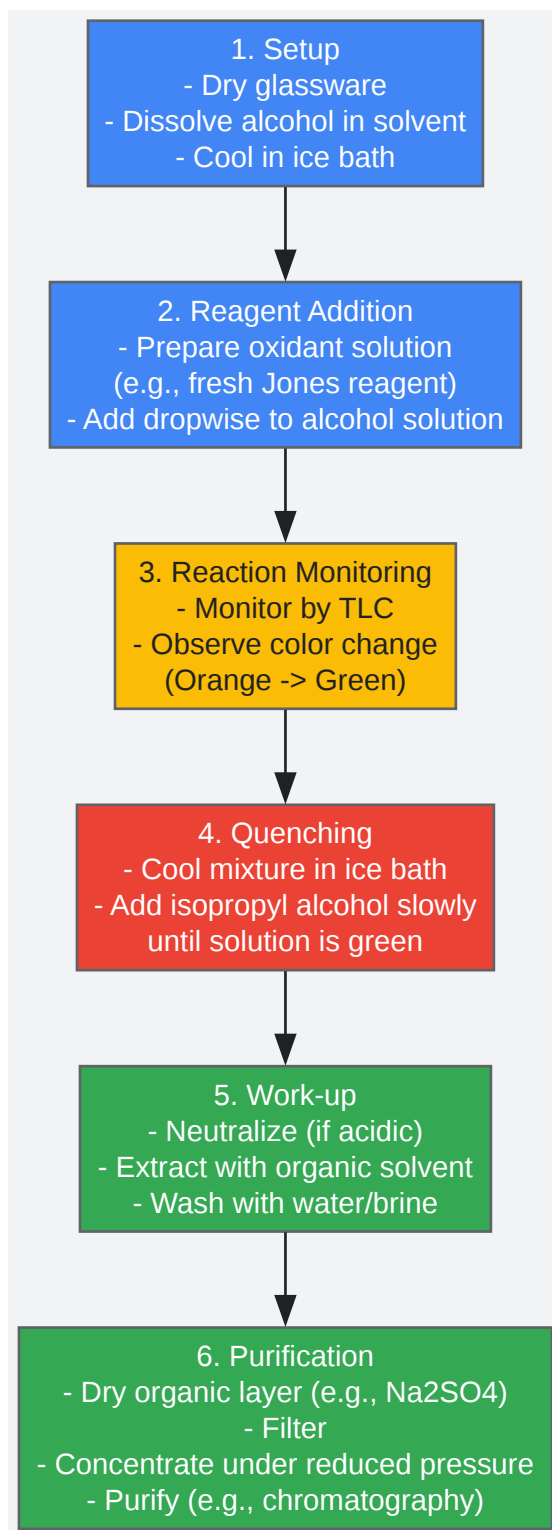 1. Setup
- Dry glassware
- Dissolve alcohol in solvent
- Cool in ice bath
2. Reagent Addition
- Prepare oxidant solution
(e.g., fresh Jones reagent)
- Add dropwise to alcohol solution
3. Reaction Monitoring
- Monitor by TLC
- Observe color change
(Orange -> Green)
4. Quenching
- Cool mixture in ice bath
- Add isopropyl alcohol slowly
until solution is green
5. Work-up
- Neutralize (if acidic)
- Extract with organic solvent
- Wash with water/brine
6. Purification
- Dry organic layer (e.g., Na2SO4)
- Filter
- Concentrate under reduced pressure
- Purify (e.g., chromatography)